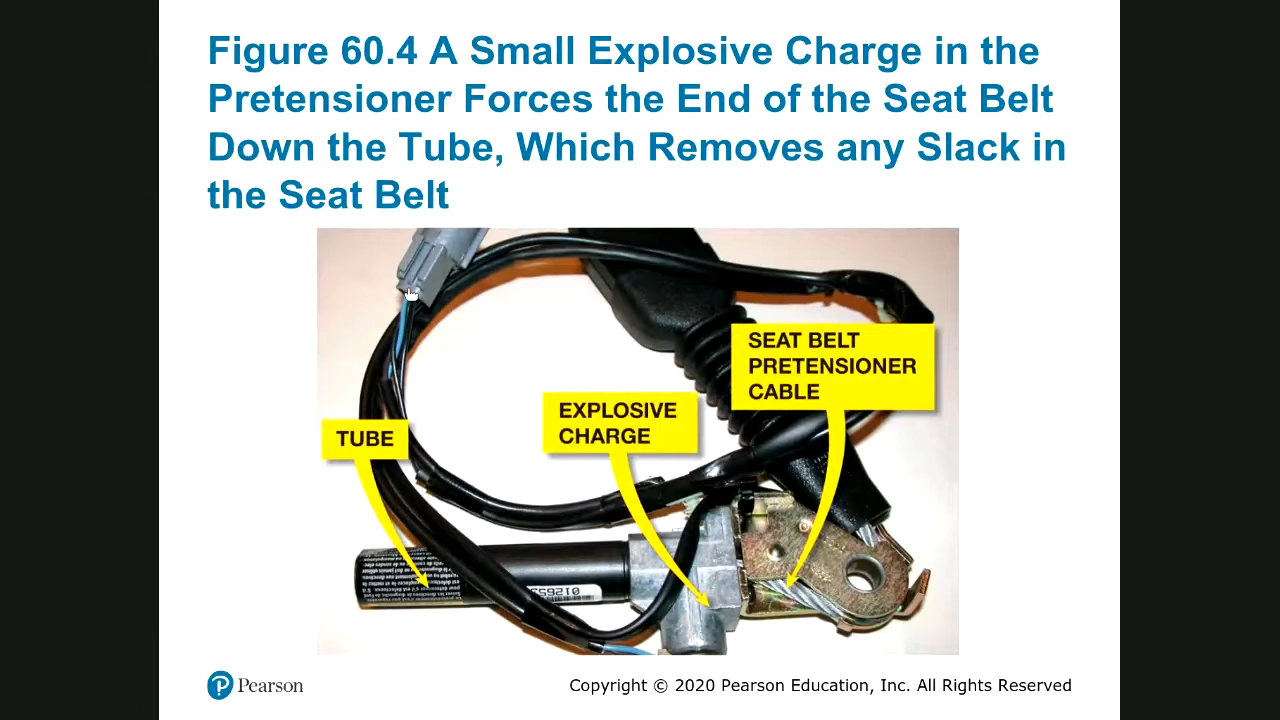 Figure 60.4 A Small Explosive Charge in the
Pretensioner Forces the End of the Seat Belt
Down the Tube, Which Removes any Slack in
the Seat Belt
SEAT BELT
PRETENSIONER
CABLE
EXPLOSIVE
CHARGE
TUBE
Pearson
Copyright © 2020 Pearson Education, Inc. All Rights Reserved